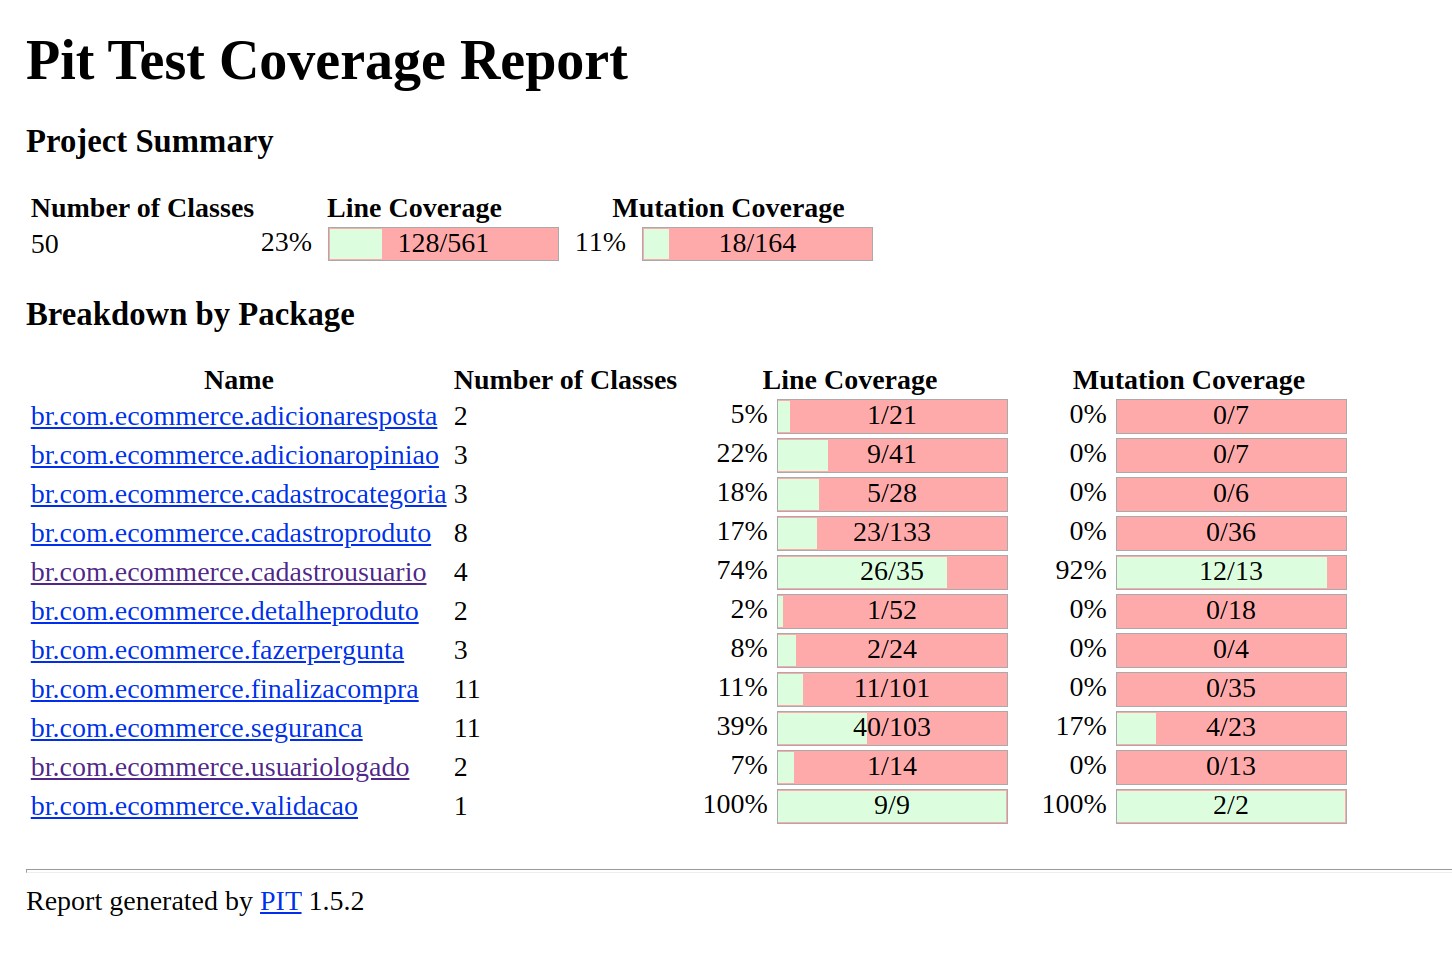 Pit Test Coverage Report
Project Summary
Number of Classes Line Coverage Mutation Coverage
50 23% 128/561 11% 18/164
Breakdown by Package
Name Number of Classes Line Coverage Mutation Coverage
br.com.ecommerce.adicionaresposta 2 5% 1/21 0% 0/7
br.com.ecommerce.adicionaropiniao 3 22% 9/41 0% 0/7
br.com.ecommerce.cadastrocategoria 3 18% 5/28 0% 0/6
br.com.ecommerce.cadastroproduto 8 17% 23/133 0% 0/36
br.com.ecommerce.cadastrousuario 4 74% 26/35 92% 12/13
br.com.ecommerce.detalheproduto 2 2% 1/52 0% 0/18
br.com.ecommerce.fazerpergunta 3 8% 2/24 0% 0/4
br.com.ecommerce.finalizacompra 11 11% 11/101 0% 0/35
br.com.ecommerce.seguranca 11 39% 40/103 17% 4/23
br.com.ecommerce.usuariologado 2 7% 1/14 0% 0/13
br.com.ecommerce.validacao 1 100% 9/9 100% 2/2
Report generated by PIT 1.5.2